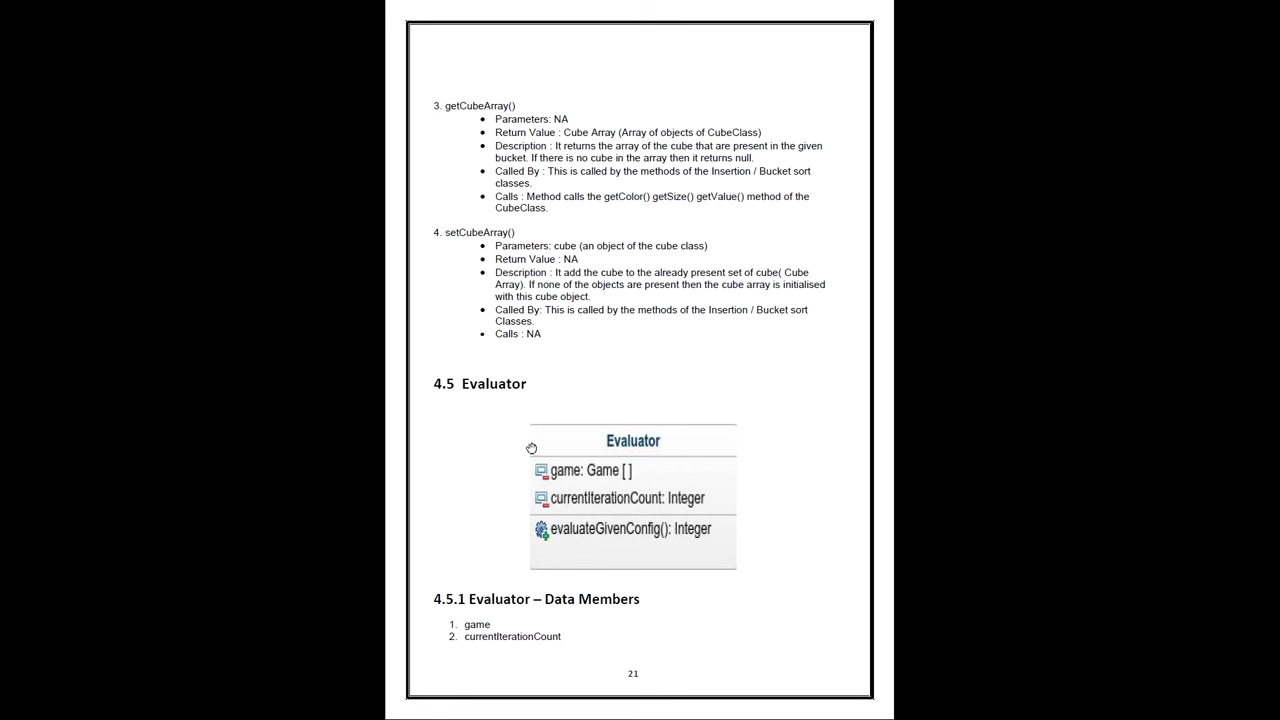 3. getCubeArray()
• Parameters: NA
• Return Value : Cube Array (Array of objects of CubeClass)
• Description : It returns the array of the cube that are present in the given
bucket. If there is no cube in the array then it returns null.
• Called By : This is called by the methods of the Insertion / Bucket sort
classes.
• Calls : Method calls the getColor() getSize() getValue() method of the
CubeClass.
4. setCubeArray()
• Parameters: cube (an object of the cube class)
• Return Value : NA
• Description : It add the cube to the already present set of cube( Cube
Array). If none of the objects are present then the cube array is initialised
with this cube object.
• Called By: This is called by the methods of the Insertion / Bucket sort
Classes.
• Calls : NA
4.5 Evaluator
Evaluator
game: Game [ ]
currentIterationCount: Integer
evaluateGivenConfig(): Integer
4.5.1 Evaluator – Data Members
1. game
2. currentIterationCount
21